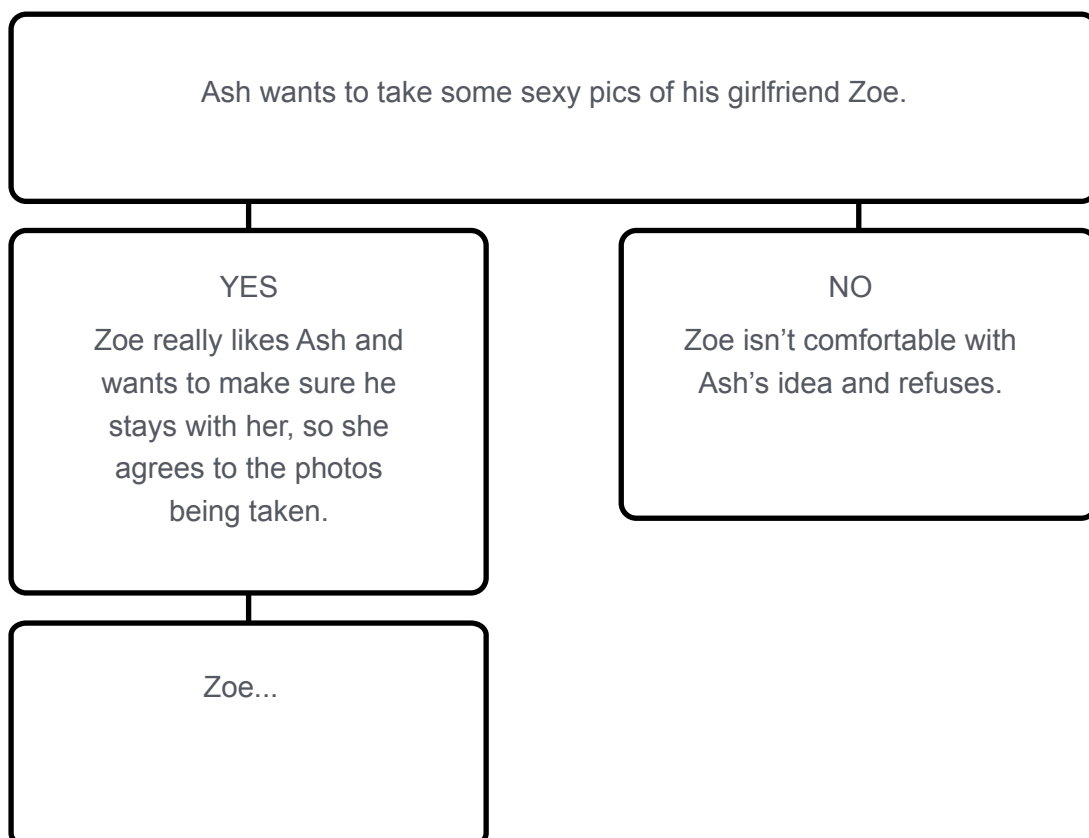 Ash wants to take some sexy pics of his girlfriend Zoe.
YES
Zoe really likes Ash and
wants to make sure he
stays with her, so she
agrees to the photos
being taken.
NO
Zoe isn’t comfortable with
Ash’s idea and refuses.
Zoe...